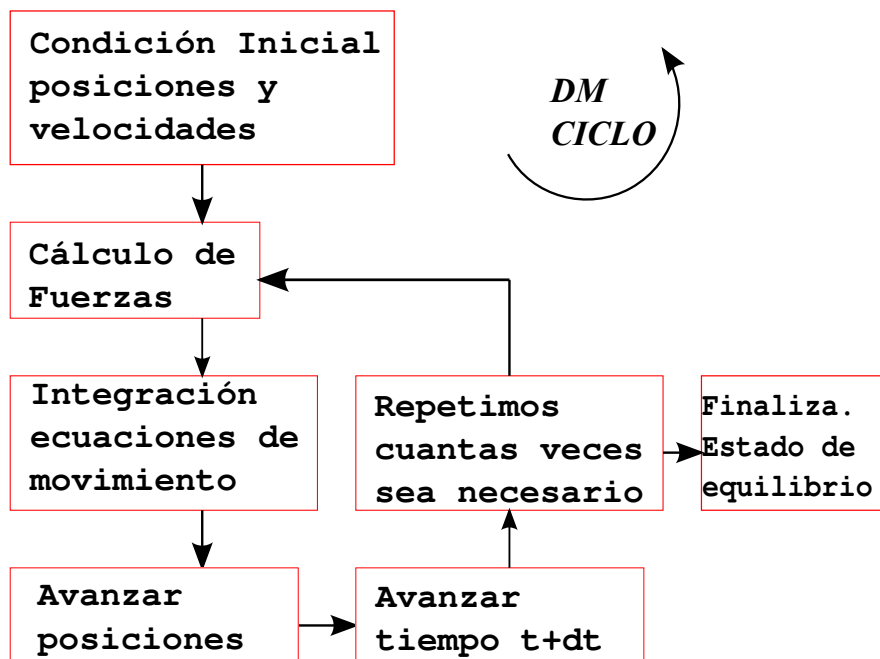 Condición Inicial
posiciones y
velocidades
DM
CICLO
Cálculo de
Fuerzas
Integración
ecuaciones de
movimiento
Repetimos
cuantas veces
sea necesario
Finaliza.
Estado de
equilibrio
Avanzar
posiciones
Avanzar
tiempo t+dt